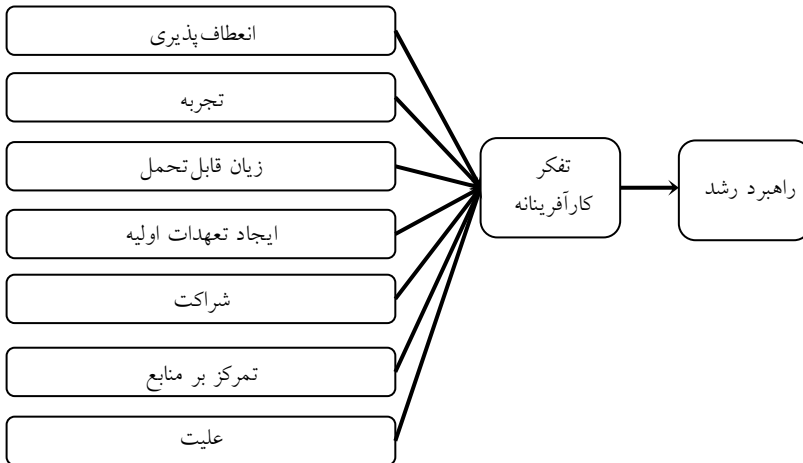 انعطاف‌پذیری
تجربه
زیان قابل‌تحمل
ایجاد تعهدات اولیه
شراکت
تمرکز بر منابع
علیت
تفکر
کارآفرینانه
راهبرد رشد